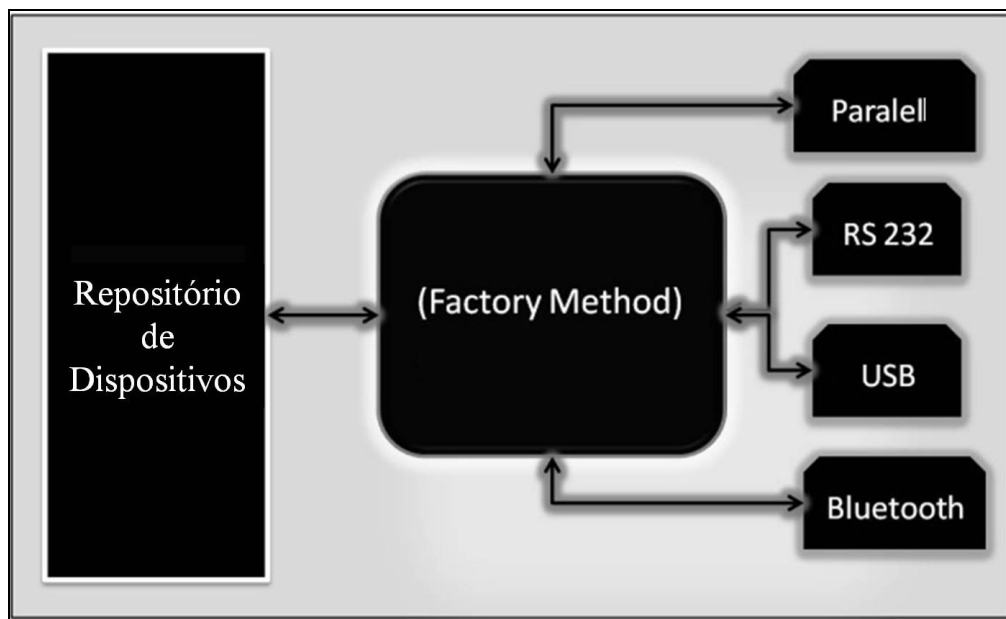 Repositório
de
Dispositivos
(Factory Method)
Paralell
RS 232
USB
Bluetooth